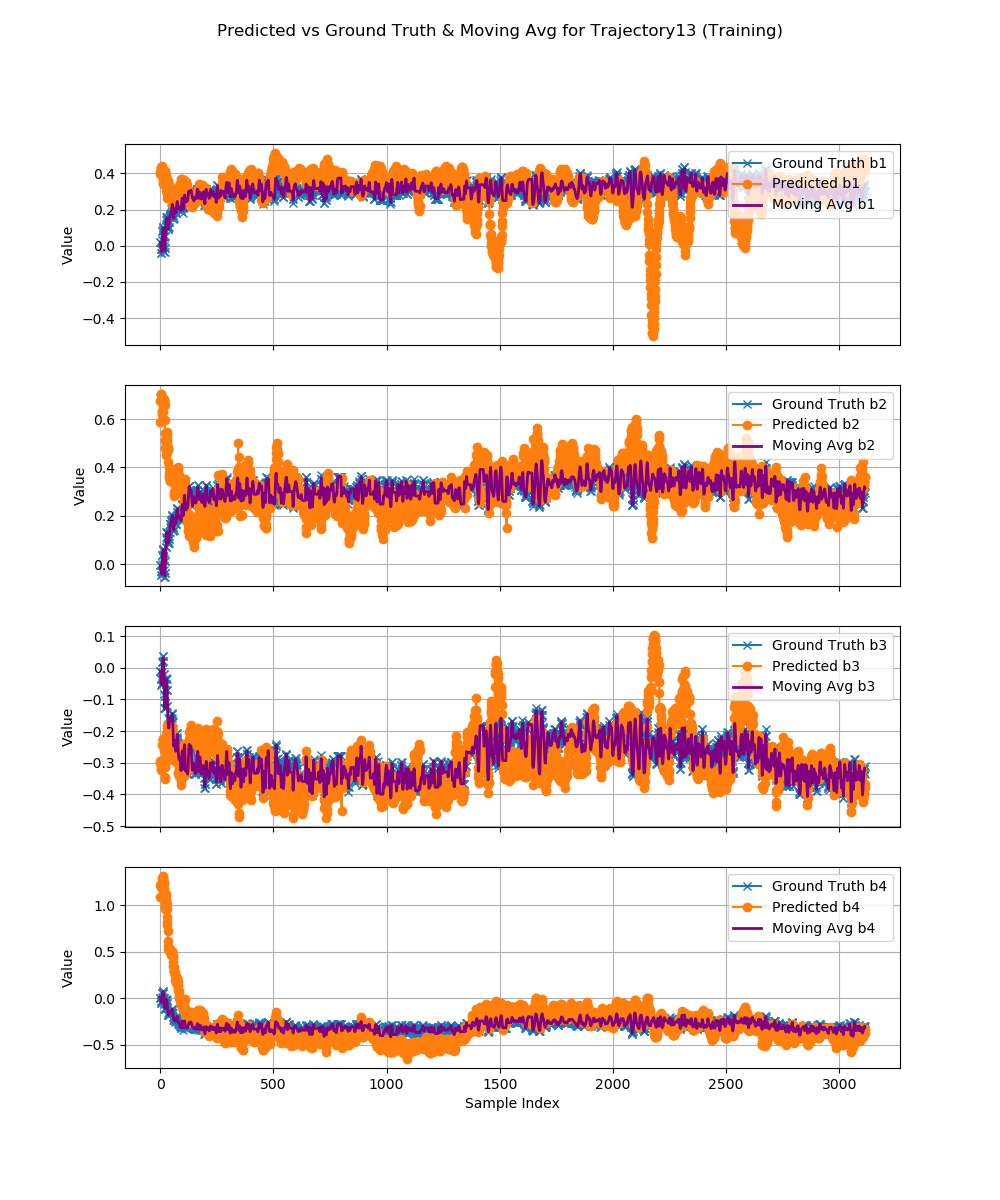 Predicted vs Ground Truth & Moving Avg for Trajectory13 (Training)
Value
0.4
0.2
0.0
−0.2
−0.4
Ground Truth b1
Predicted b1
Moving Avg b1
Value
0.6
0.4
0.2
0.0
Ground Truth b2
Predicted b2
Moving Avg b2
Value
0.1
0.0
−0.1
−0.2
−0.3
−0.4
−0.5
Ground Truth b3
Predicted b3
Moving Avg b3
Value
1.0
0.5
0.0
−0.5
Ground Truth b4
Predicted b4
Moving Avg b4
0 500 1000 1500 2000 2500 3000
Sample Index